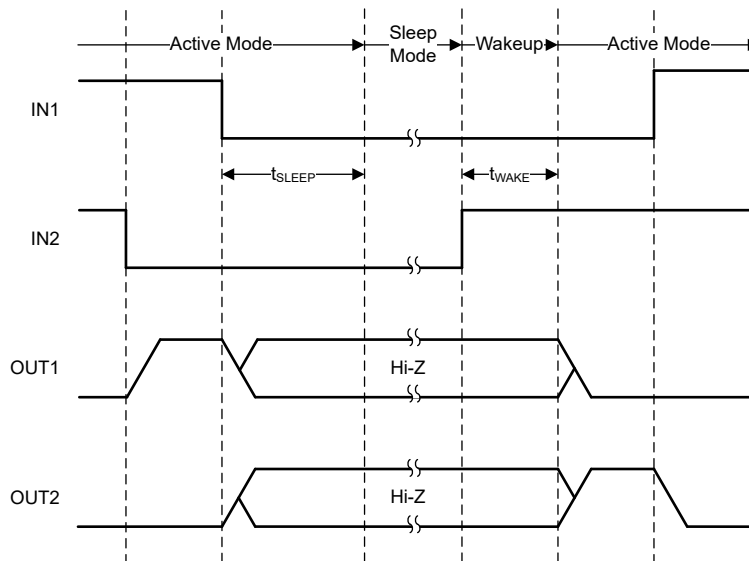 Active Mode
Sleep
Mode
Wakeup
Active Mode
IN1
tSLEEP
tWAKE
IN2
OUT1
Hi-Z
OUT2
Hi-Z